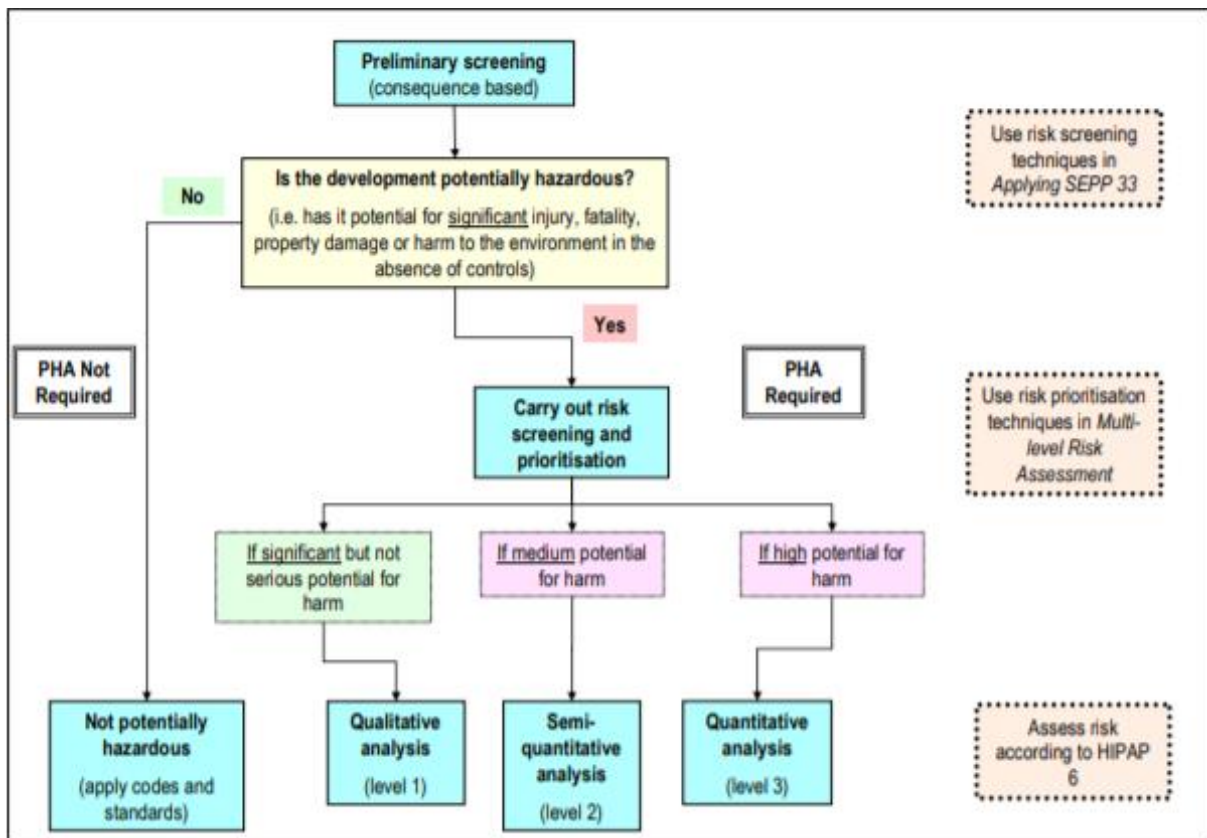 Preliminary screening
(consequence based)
Use risk screening
techniques in
Applying SEPP 33
No
Is the development potentially hazardous?
(i.e. has it potential for significant injury, fatality,
property damage or harm to the environment in the
absence of controls)
Yes
PHA Not
Required
PHA
Required
Carry out risk
screening and
prioritisation
Use risk prioritisation
techniques in Multi-
level Risk
Assessment
If significant but not
serious potential for
harm
If medium potential
for harm
If high potential for
harm
Not potentially
hazardous
(apply codes and
standards)
Qualitative
analysis
(level 1)
Semi-
quantitative
analysis
(level 2)
Quantitative
analysis
(level 3)
Assess risk
according to HIPAP
6